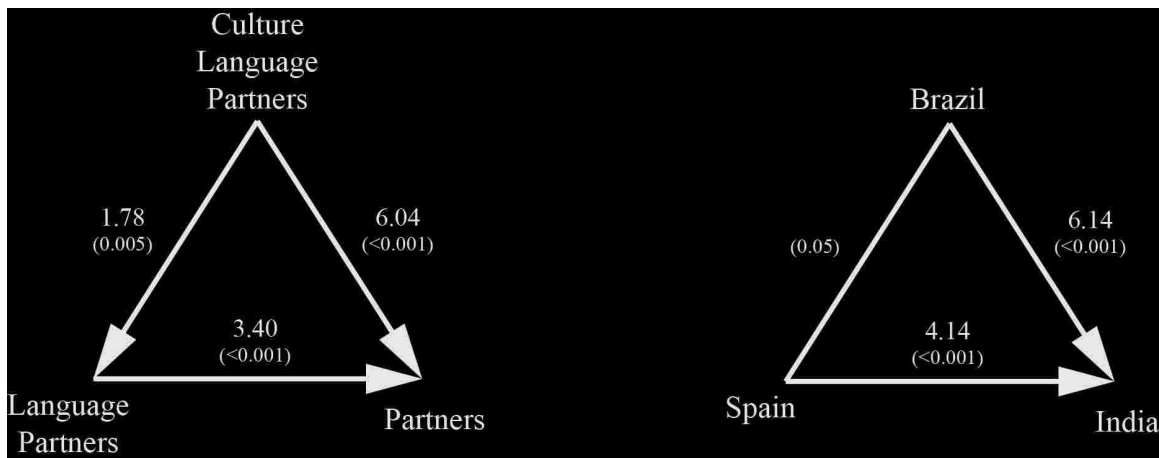 Culture
Language
Partners
1.78
(0.005)
6.04
(<0.001)
3.40
(<0.001)
Language
Partners
Partners
Brazil
(0.05)
6.14
(<0.001)
4.14
(<0.001)
Spain
India